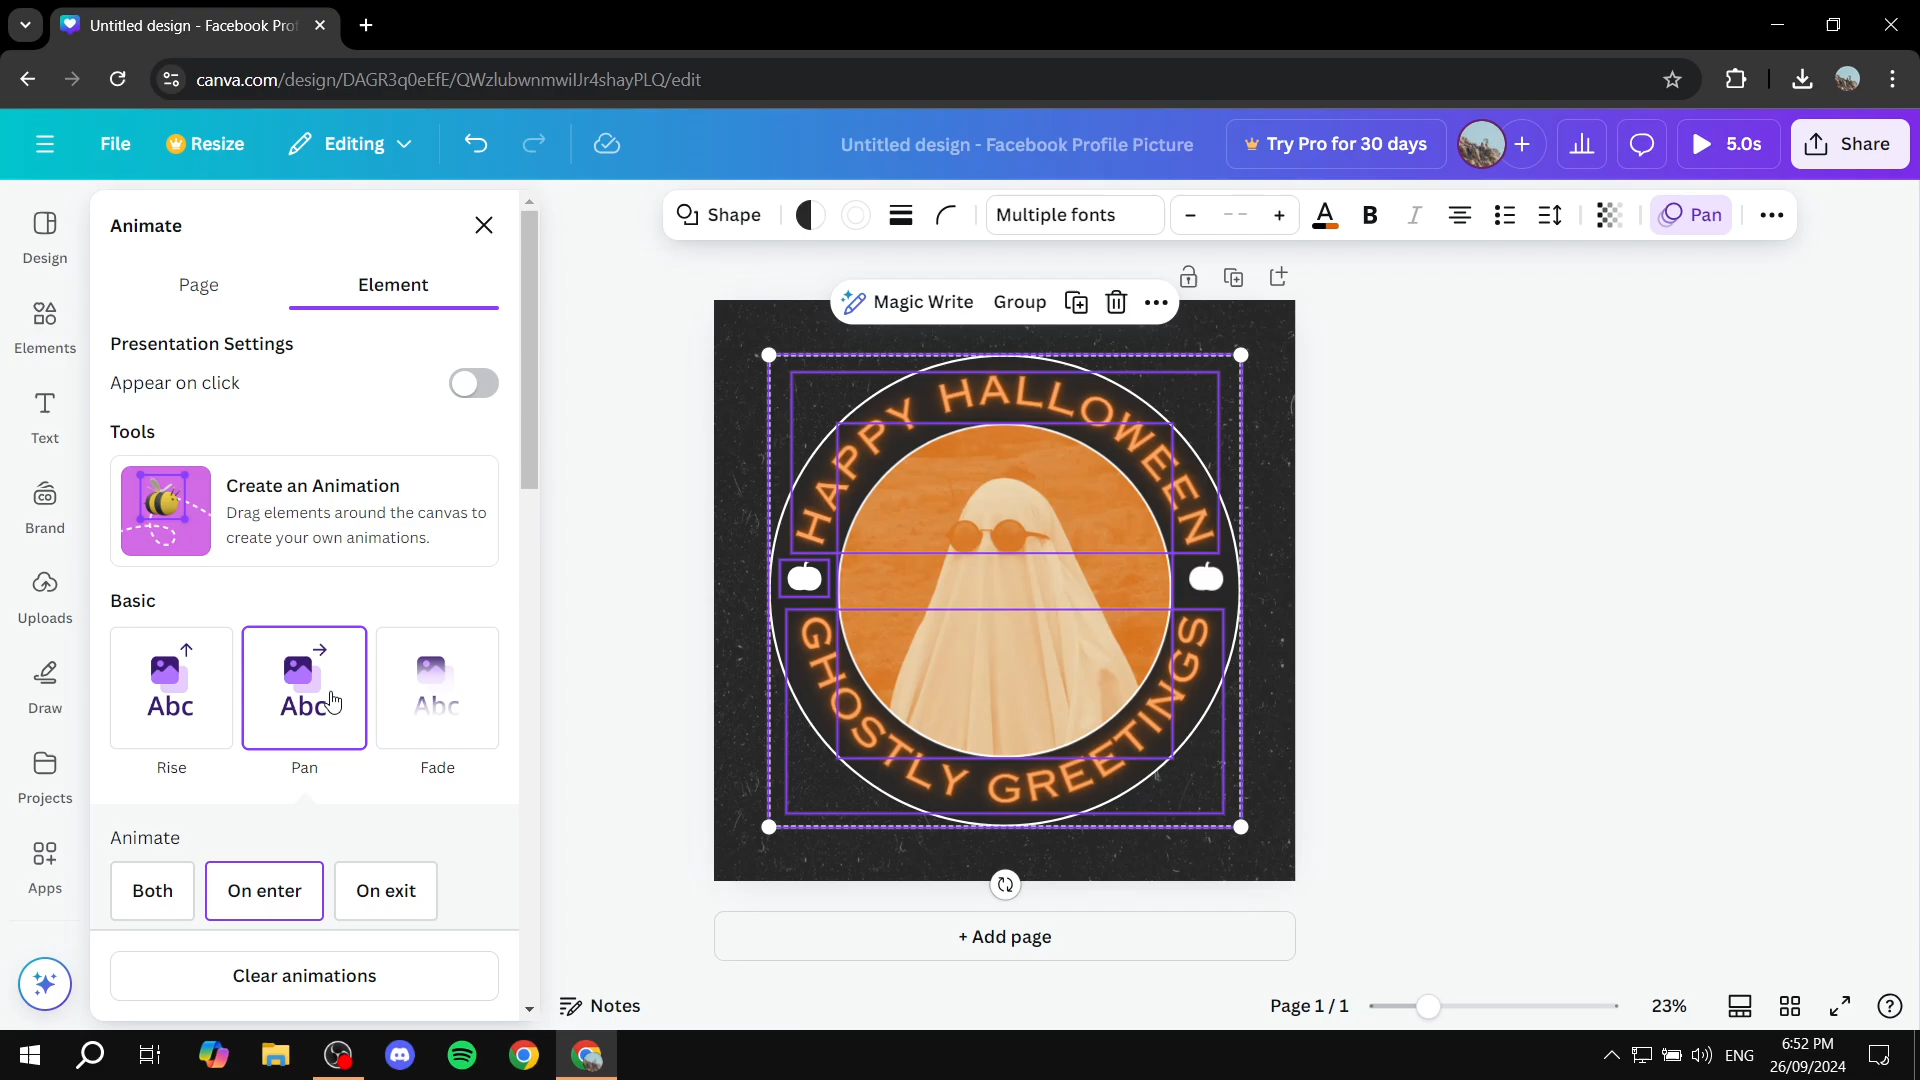 Untitled design - Facebook Prof
canva.com/design/DAGR3q0eEfE/QWzlubwnmwilJr4shayPLQ/edit
File
Resize
Editing
Untitled design - Facebook Profile Picture
Try Pro for 30 days
5.0s
Share
Design
Elements
Text
Brand
Uploads
Draw
Projects
Apps
Animate
Page
Element
Presentation Settings
Appear on click
Tools
Create an Animation
Drag elements around the canvas to
create your own animations.
Basic
Abc
Abc
Abc
Rise
Pan
Fade
Animate
Both
On enter
On exit
Clear animations
Shape
Multiple fonts
- -
A
B
I
Pan
Magic Write
Group
HAPPY HALLOWEEN
GHOSTLY GREETINGS
+ Add page
Notes
Page 1 / 1
23%
ENG
6:52 PM
26/09/2024